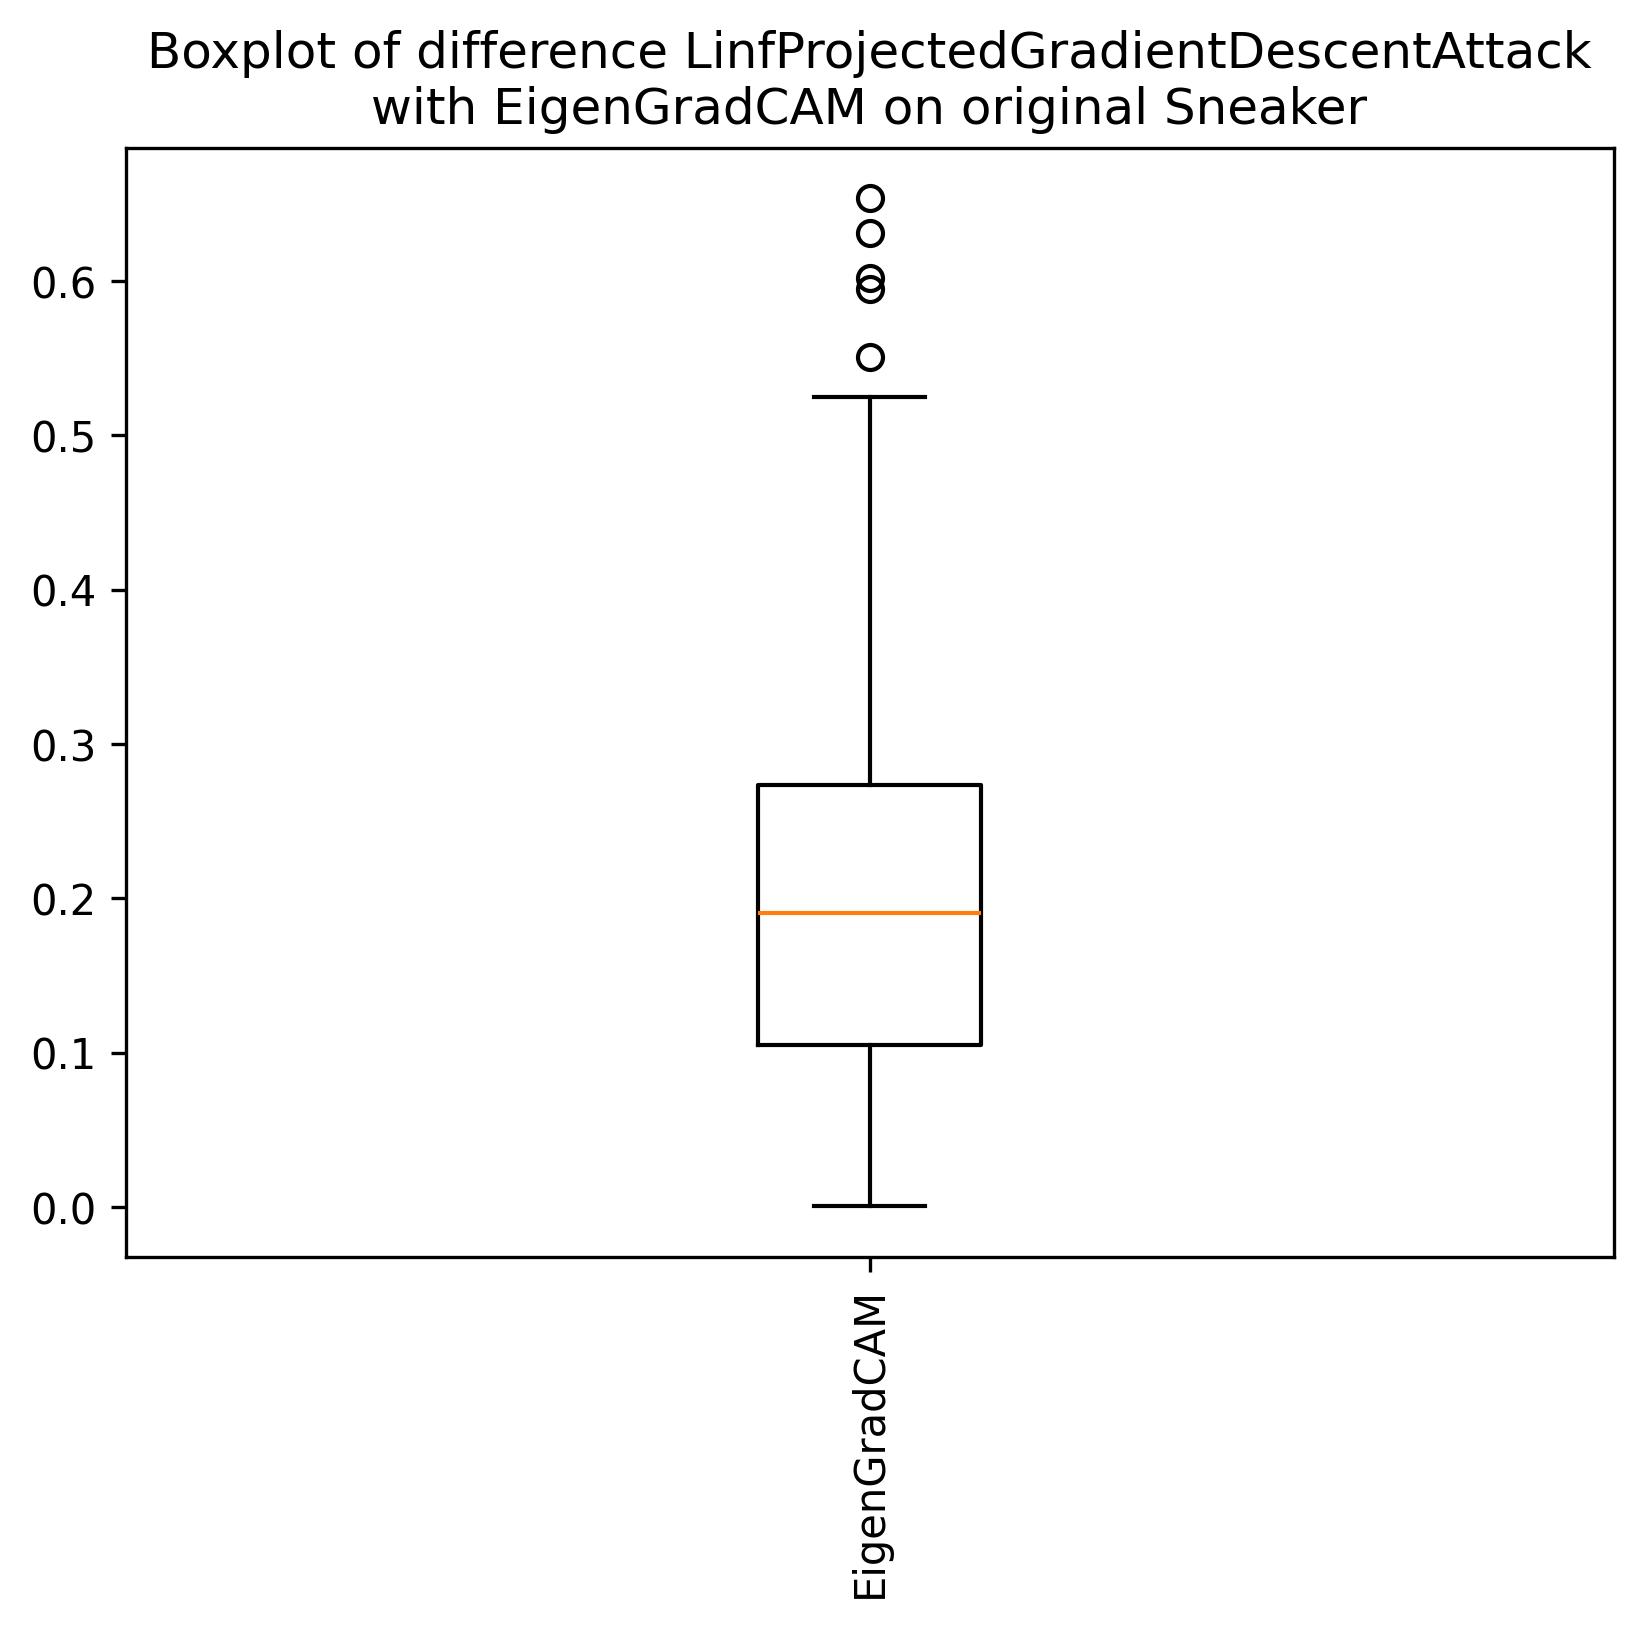 Boxplot of difference LinfProjectedGradientDescentAttack
with EigenGradCAM on original Sneaker
0.6
0.5
0.4
0.3
0.2
0.1
0.0
EigenGradCAM